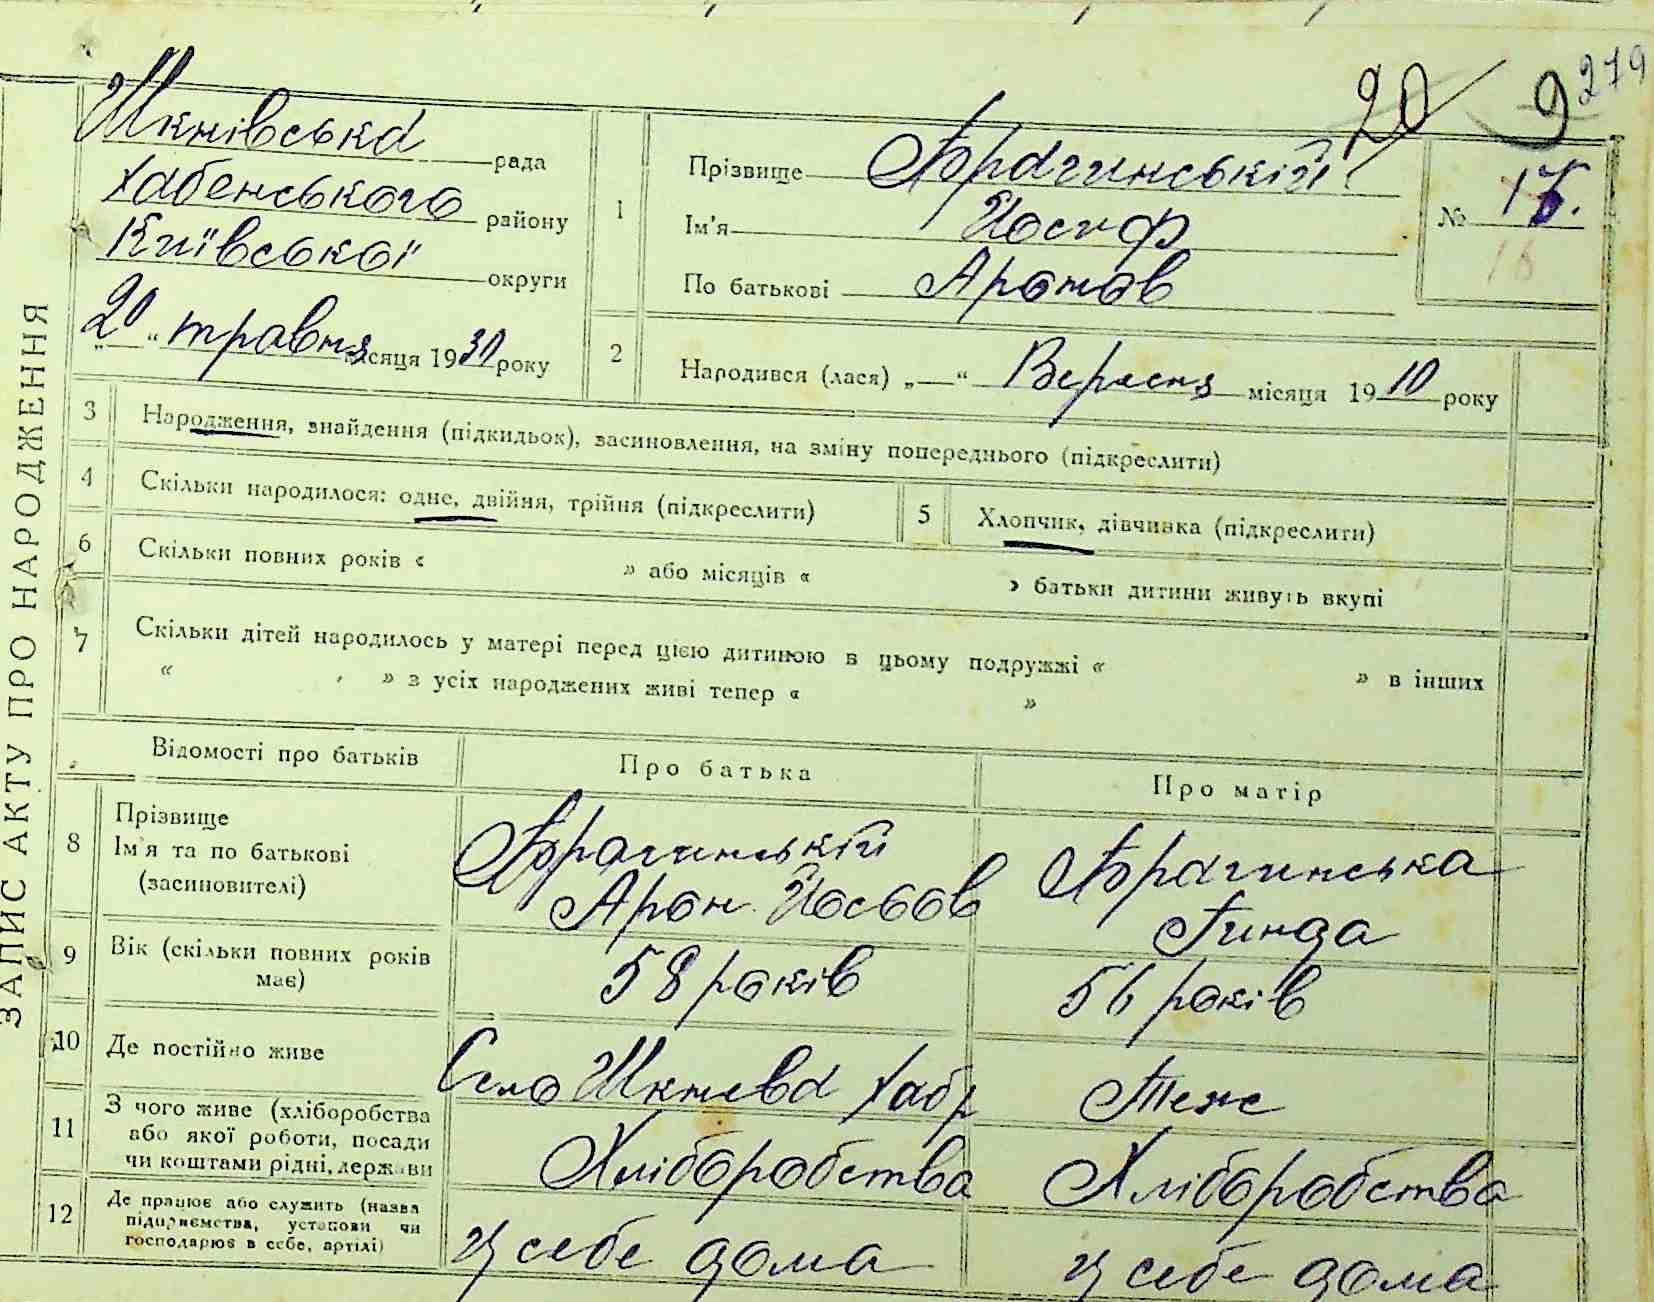 20 9 279
Шкнівська рада
Хабенського району
Київської округи
„20“ травня місяця 1930 року
1
Прізвище Брагинський
Ім'я Йосиф
По батькові Аронов
№ 17.
2
Народився (лася) „—“ Вересня місяця 1910 року
ЗАПИС АКТУ ПРО НАРОДЖЕННЯ
3 Народження, знайдення (підкидьок), засиновлення, на зміну попереднього (підкреслити)
4 Скільки народилося: одне, двійня, трійня (підкреслити)
5 Хлопчик, дівчинка (підкреслити)
6 Скільки повних років « » або місяців « » батьки дитини живуть вкупі
7 Скільки дітей народилось у матері перед цією дитиною в цьому подружжі « » в інших
« » з усіх народжених живі тепер « »
Відомості про батьків Про батька Про матір
8 Прізвище
Ім'я та по батькові
(засиновителі)
Брагинський
Арон Йосьов
Брагинська
Гинда
9 Вік (скільки повних років
має)
58 років
56 років
10 Де постійно живе
Село Шкнева Хабр
Теже
11 З чого живе (хліборобства
або якої роботи, посади
чи коштами рідні, держави
Хліборобства
Хліборобства
12 Де працює або служить (назва
підприємства, установи чи
господарює в себе, артілі)
у себе дома
у себе дома